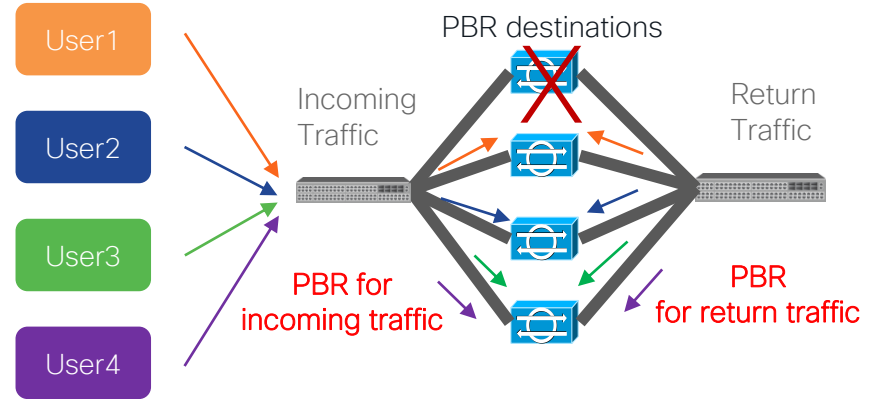 User1
User2
User3
User4
PBR destinations
Incoming
Traffic
Return
Traffic
PBR for
incoming traffic
PBR
for return traffic